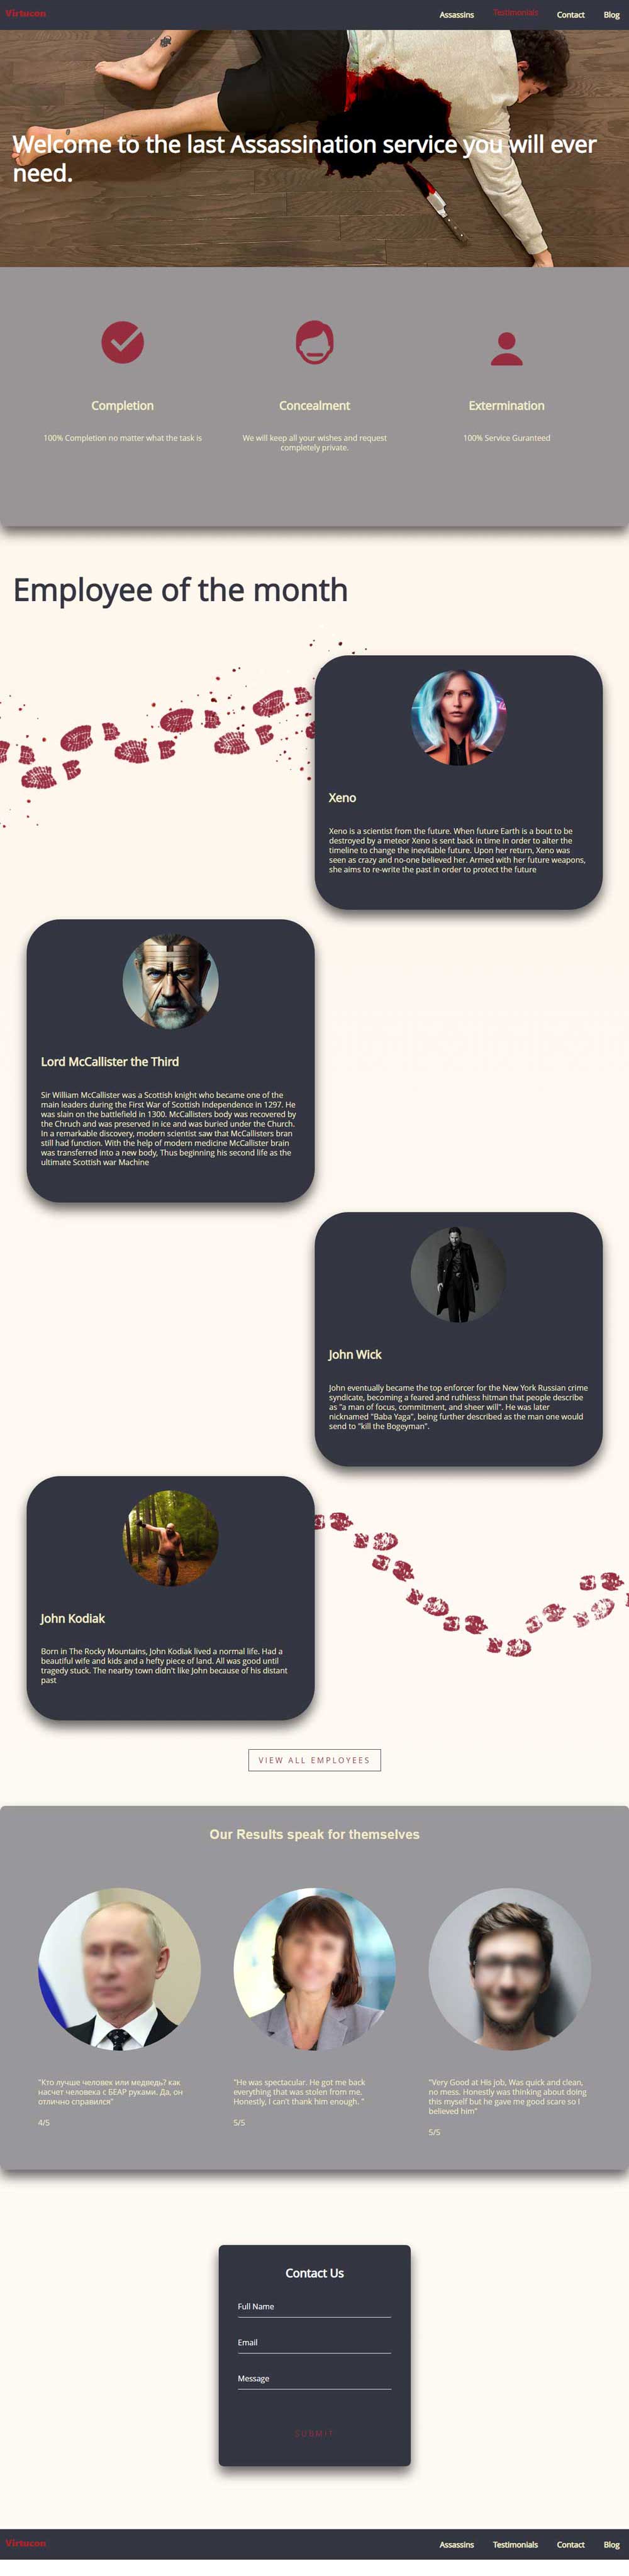 Virtucon
Assassins
Testimonials
Contact
Blog
Welcome to the last Assassination service you will ever
need.
Completion
100% Completion no matter what the task is
Concealment
We will keep all your wishes and request
completely private.
Extermination
100% Service Guranteed
Employee of the month
Xeno
Xeno is a scientist from the future. When future Earth is a bout to be
destroyed by a meteor Xeno is sent back in time in order to alter the
timeline to change the inevitable future. Upon her return, Xeno was
seen as crazy and no-one believed her. Armed with her future weapons,
she aims to re-write the past in order to protect the future
Lord McCallister the Third
Sir William McCallister was a Scottish knight who became one of the
main leaders during the First War of Scottish Independence in 1297. He
was slain on the battlefield in 1300. McCallisters body was recovered by
the Chruch and was preserved in ice and was buried under the Church.
In a remarkable discovery, modern scientist saw that McCallisters bran
still had function. With the help of modern medicine McCallister brain
was transferred into a new body, Thus beginning his second life as the
ultimate Scottish war Machine
John Wick
John eventually became the top enforcer for the New York Russian crime
syndicate, becoming a feared and ruthless hitman that people describe
as "a man of focus, commitment, and sheer will". He was later
nicknamed "Baba Yaga", being further described as the man one would
send to "kill the Bogeyman".
John Kodiak
Born in The Rocky Mountains, John Kodiak lived a normal life. Had a
beautiful wife and kids and a hefty piece of land. All was good until
tragedy stuck. The nearby town didn't like John because of his distant
past
VIEW ALL EMPLOYEES
Our Results speak for themselves
"Кто лучше человек или медведь? как
насчет человека с БЕАР руками. Да, он
отлично справился"
4/5
"He was spectacular. He got me back
everything that was stolen from me.
Honestly, I can't thank him enough. "
5/5
"Very Good at His job, Was quick and clean,
no mess. Honestly was thinking about doing
this myself but he gave me good scare so I
believed him"
5/5
Contact Us
Full Name
Email
Message
SUBMIT
Virtucon
Assassins
Testimonials
Contact
Blog